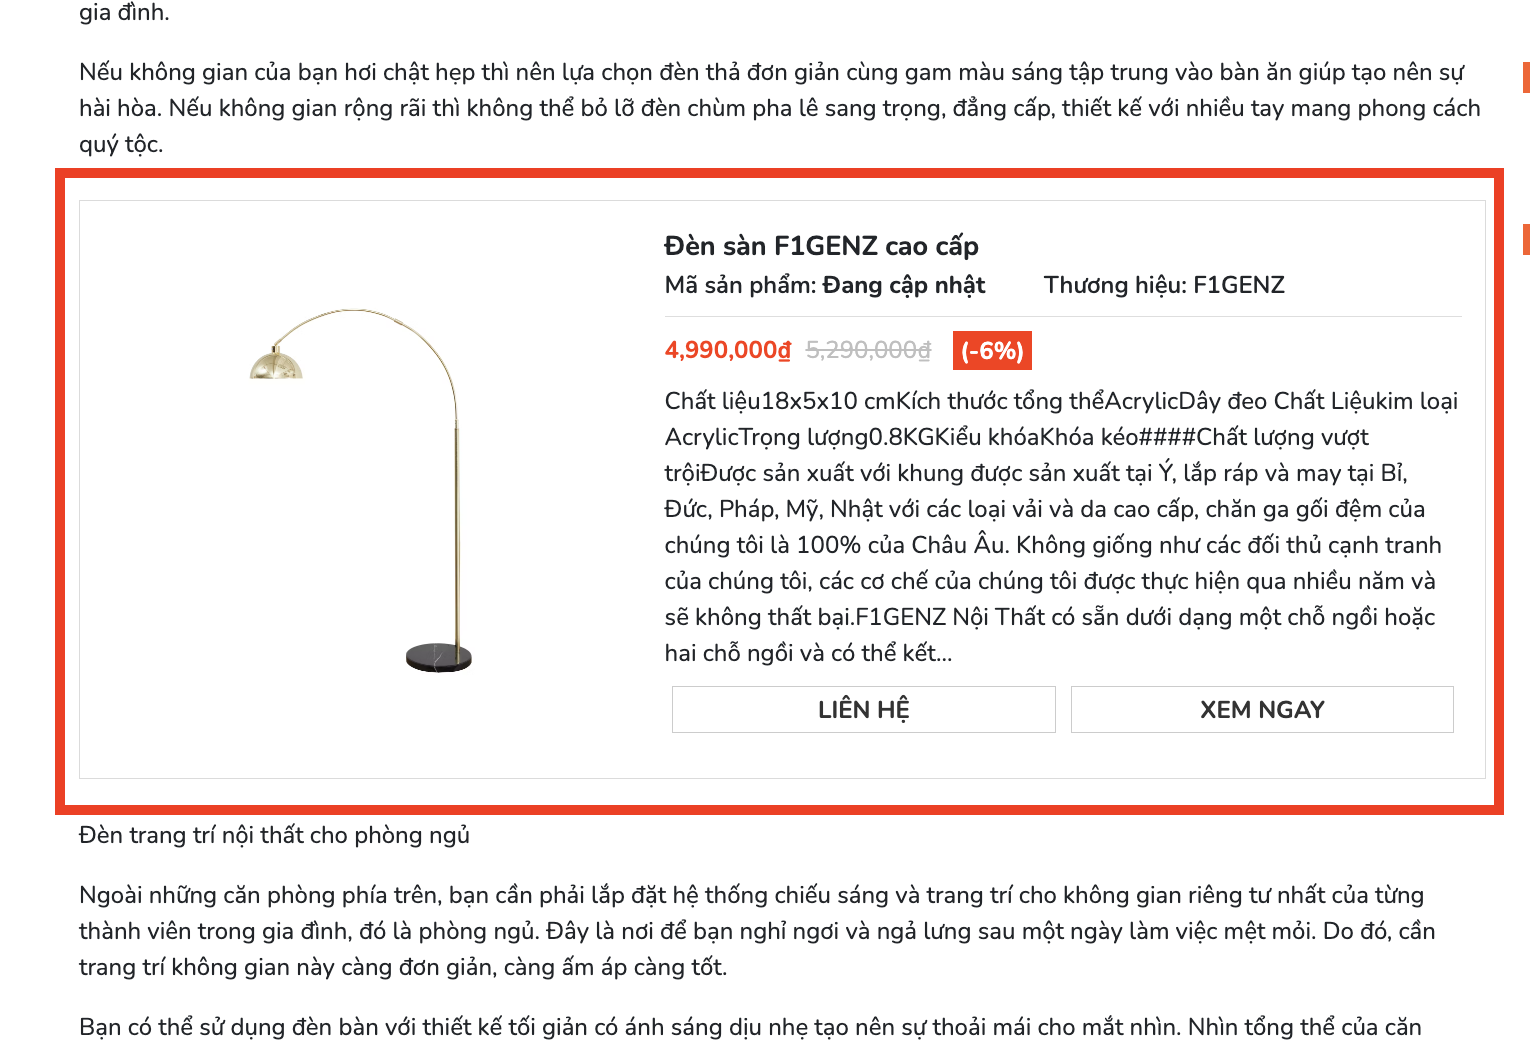 gia đình.
Nếu không gian của bạn hơi chật hẹp thì nên lựa chọn đèn thả đơn giản cùng gam màu sáng tập trung vào bàn ăn giúp tạo nên sự
hài hòa. Nếu không gian rộng rãi thì không thể bỏ lỡ đèn chùm pha lê sang trọng, đẳng cấp, thiết kế với nhiều tay mang phong cách
quý tộc.
Đèn sàn F1GENZ cao cấp
Mã sản phẩm: Đang cập nhật Thương hiệu: F1GENZ
4,990,000₫ 5,290,000₫ (-6%)
Chất liệu18x5x10 cmKích thước tổng thểAcrylicDây đeo Chất Liệukim loại
AcrylicTrọng lượng0.8KGKiểu khóaKhóa kéo####Chất lượng vượt
trộiĐược sản xuất với khung được sản xuất tại Ý, lắp ráp và may tại Bỉ,
Đức, Pháp, Mỹ, Nhật với các loại vải và da cao cấp, chăn ga gối đệm của
chúng tôi là 100% của Châu Âu. Không giống như các đối thủ cạnh tranh
của chúng tôi, các cơ chế của chúng tôi được thực hiện qua nhiều năm và
sẽ không thất bại.F1GENZ Nội Thất có sẵn dưới dạng một chỗ ngồi hoặc
hai chỗ ngồi và có thể kết...
LIÊN HỆ XEM NGAY
Đèn trang trí nội thất cho phòng ngủ
Ngoài những căn phòng phía trên, bạn cần phải lắp đặt hệ thống chiếu sáng và trang trí cho không gian riêng tư nhất của từng
thành viên trong gia đình, đó là phòng ngủ. Đây là nơi để bạn nghỉ ngơi và ngả lưng sau một ngày làm việc mệt mỏi. Do đó, cần
trang trí không gian này càng đơn giản, càng ấm áp càng tốt.
Bạn có thể sử dụng đèn bàn với thiết kế tối giản có ánh sáng dịu nhẹ tạo nên sự thoải mái cho mắt nhìn. Nhìn tổng thể của căn